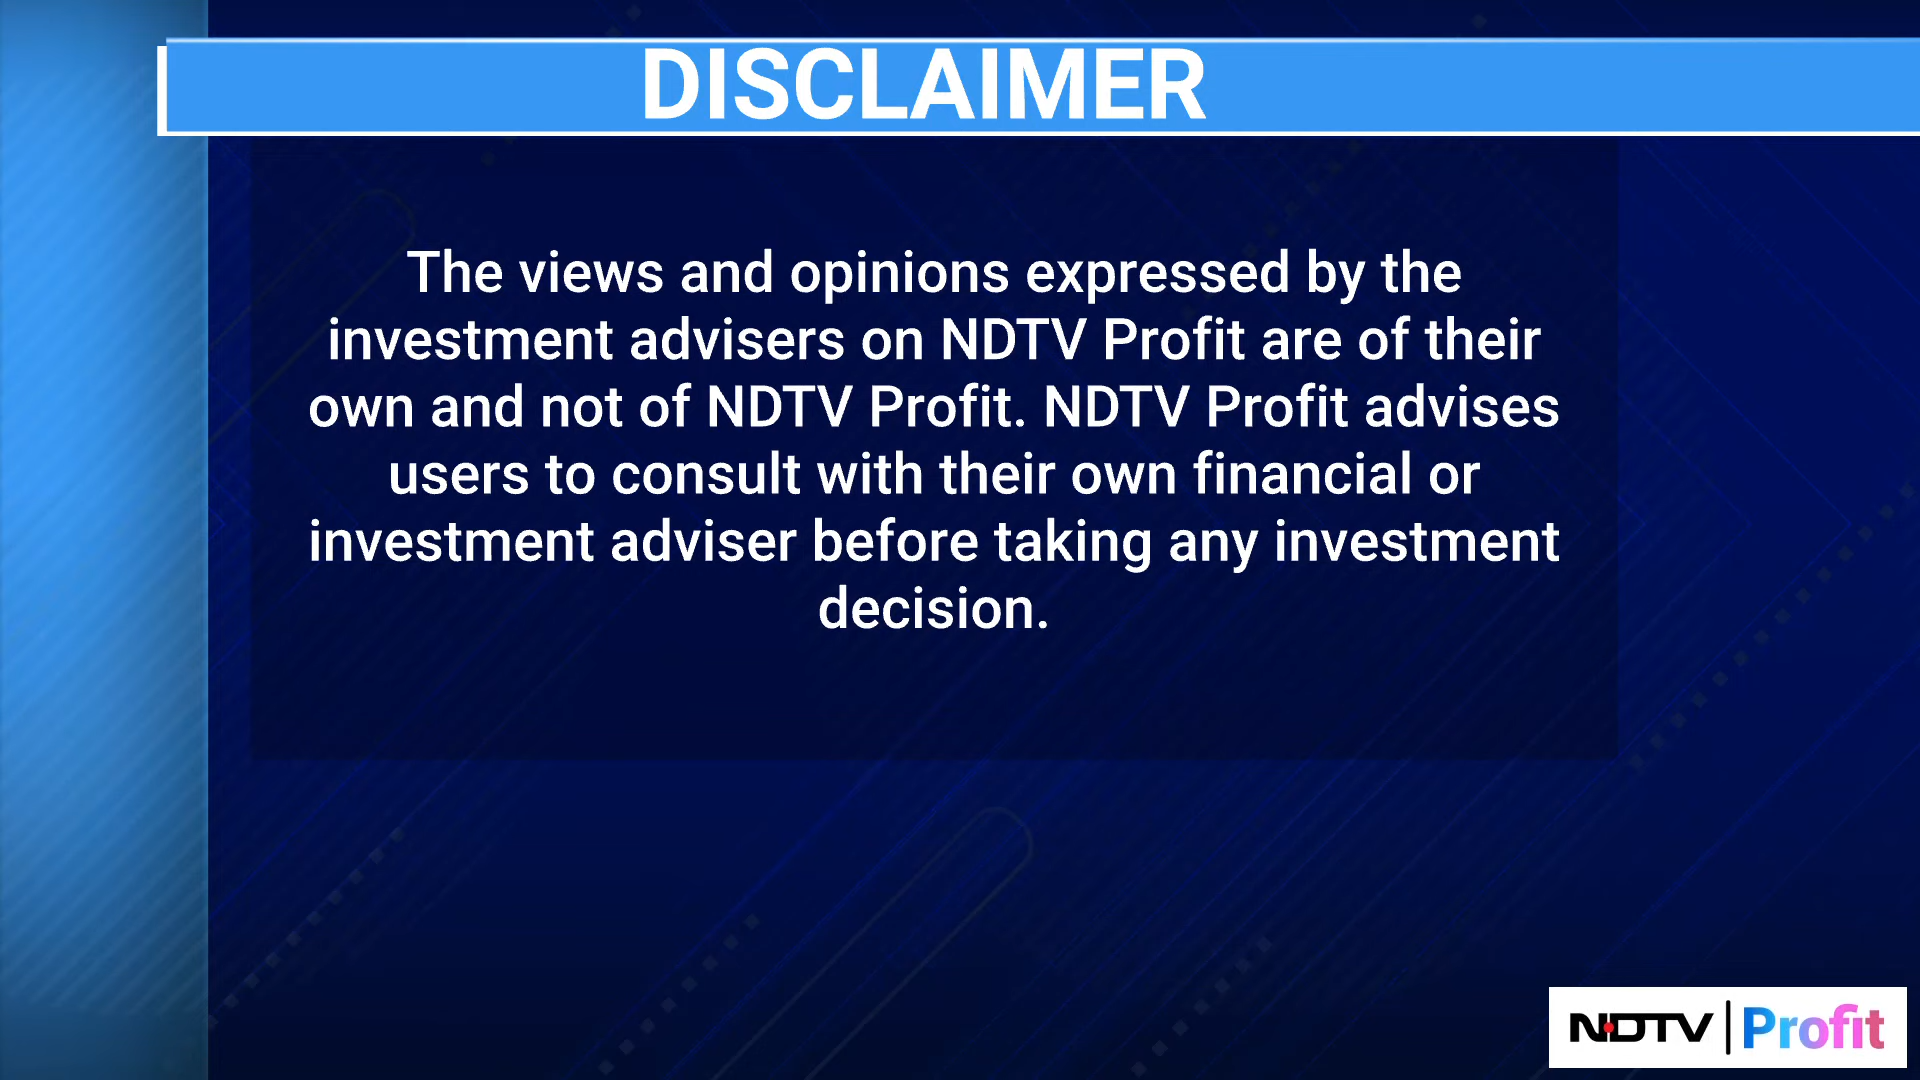 DISCLAIMER
The views and opinions expressed by the
investment advisers on NDTV Profit are of their
own and not of NDTV Profit. NDTV Profit advises
users to consult with their own financial or
investment adviser before taking any investment
decision.
NDTV | Profit